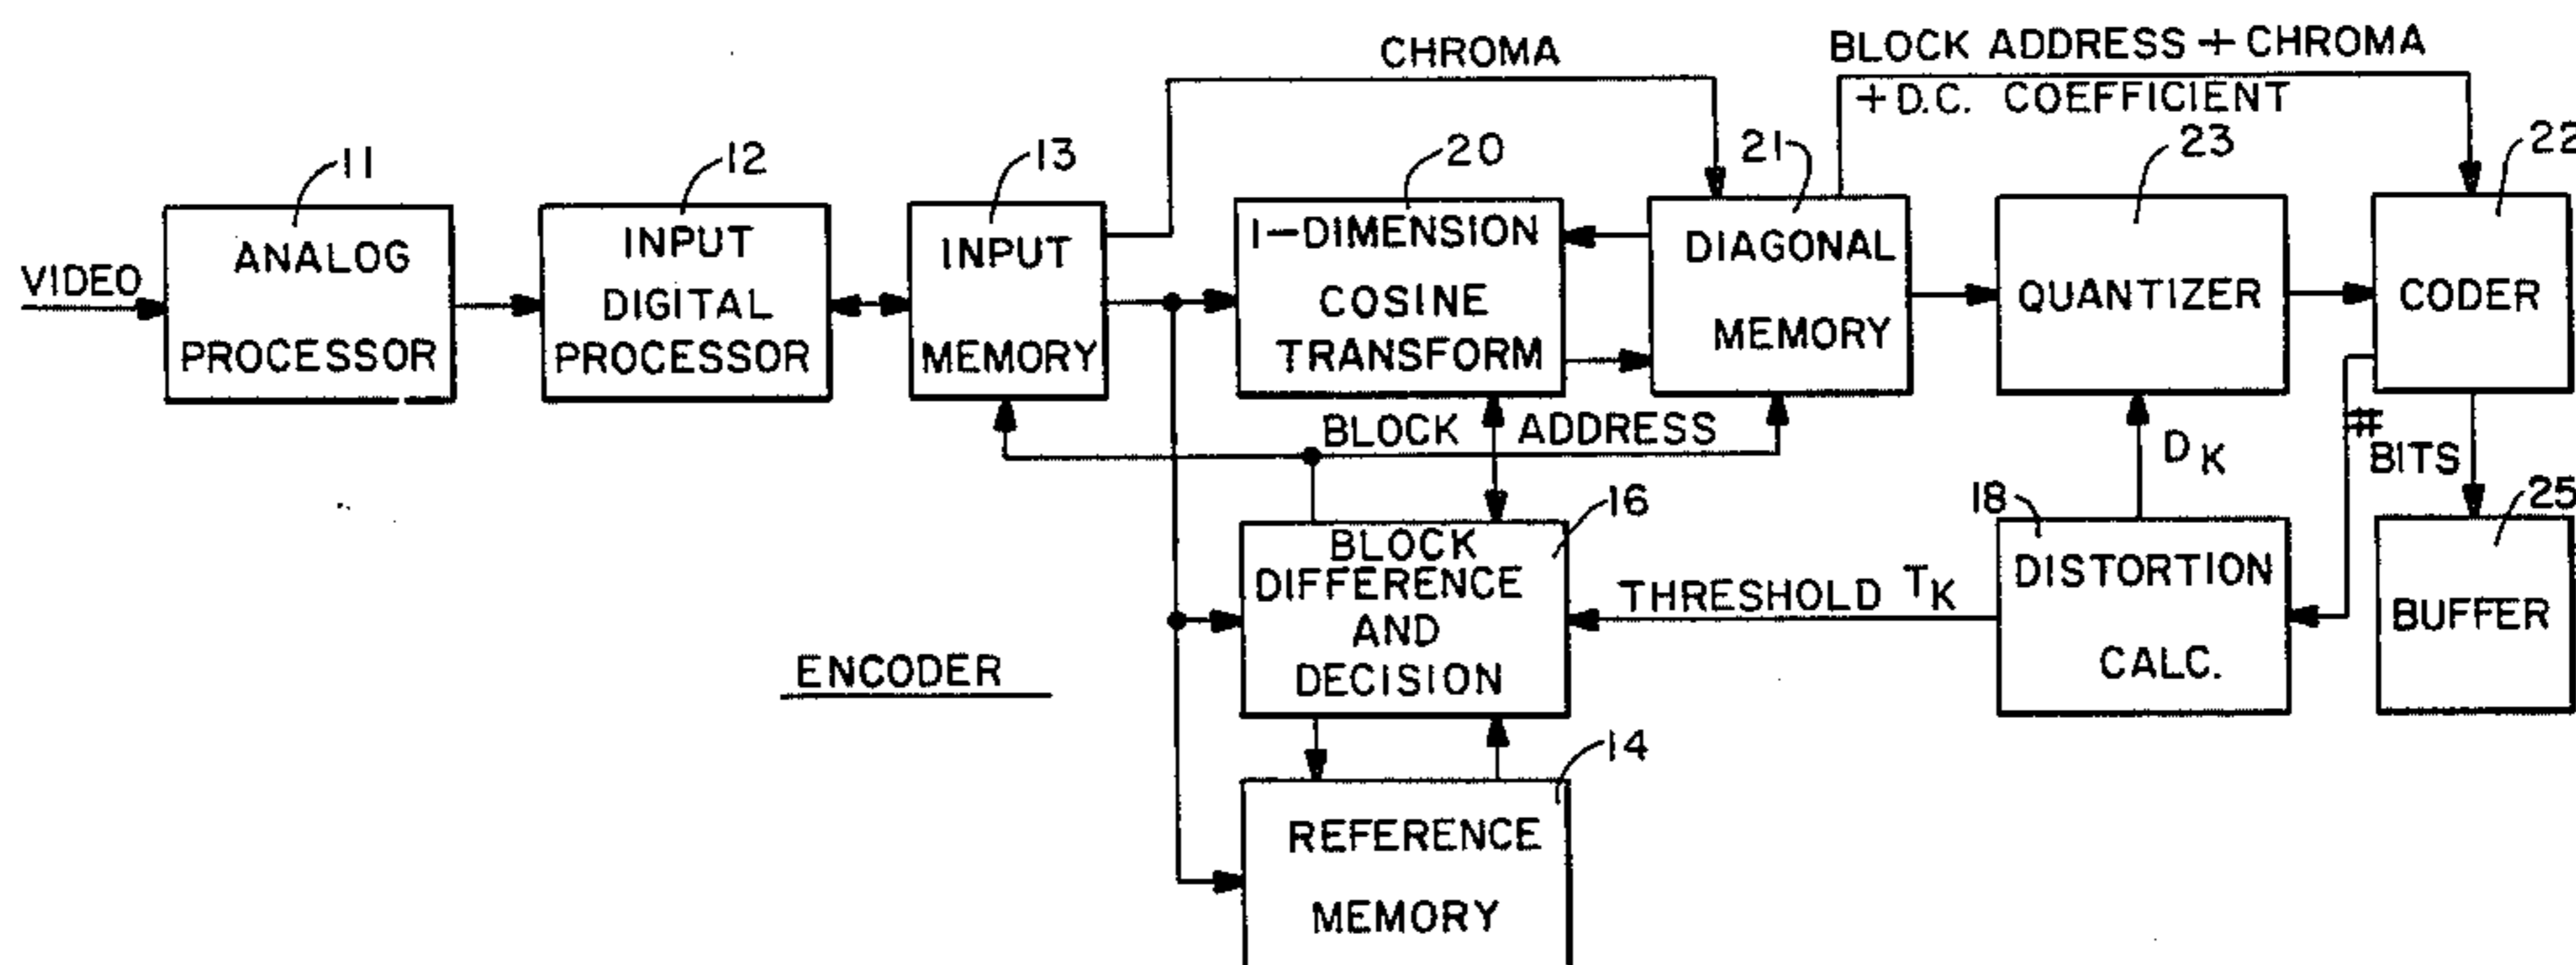 CHROMA
BLOCK ADDRESS + CHROMA
+ D.C. COEFFICIENT
11
12
13
20
21
23
22
VIDEO
ANALOG
PROCESSOR
INPUT
DIGITAL
PROCESSOR
INPUT
MEMORY
1-DIMENSION
COSINE
TRANSFORM
DIAGONAL
MEMORY
QUANTIZER
CODER
BLOCK ADDRESS
DK
# BITS
16
18
25
BLOCK
DIFFERENCE
AND
DECISION
THRESHOLD TK
DISTORTION
CALC.
BUFFER
ENCODER
14
REFERENCE
MEMORY